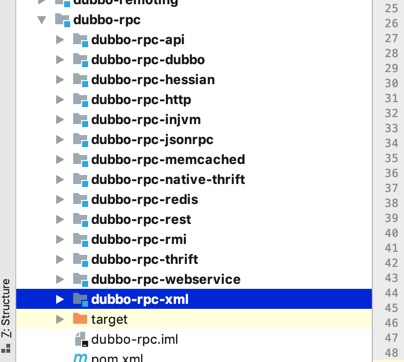 dubbo-remoting
dubbo-rpc
dubbo-rpc-api
dubbo-rpc-dubbo
dubbo-rpc-hessian
dubbo-rpc-http
dubbo-rpc-injvm
dubbo-rpc-jsonrpc
dubbo-rpc-memcached
dubbo-rpc-native-thrift
dubbo-rpc-redis
dubbo-rpc-rest
dubbo-rpc-rmi
dubbo-rpc-thrift
dubbo-rpc-webservice
dubbo-rpc-xml
target
dubbo-rpc.iml
pom.xml
Z: Structure
25
26
27
28
29
30
31
32
33
34
35
36
37
38
39
40
41
42
43
44
45
46
47
48